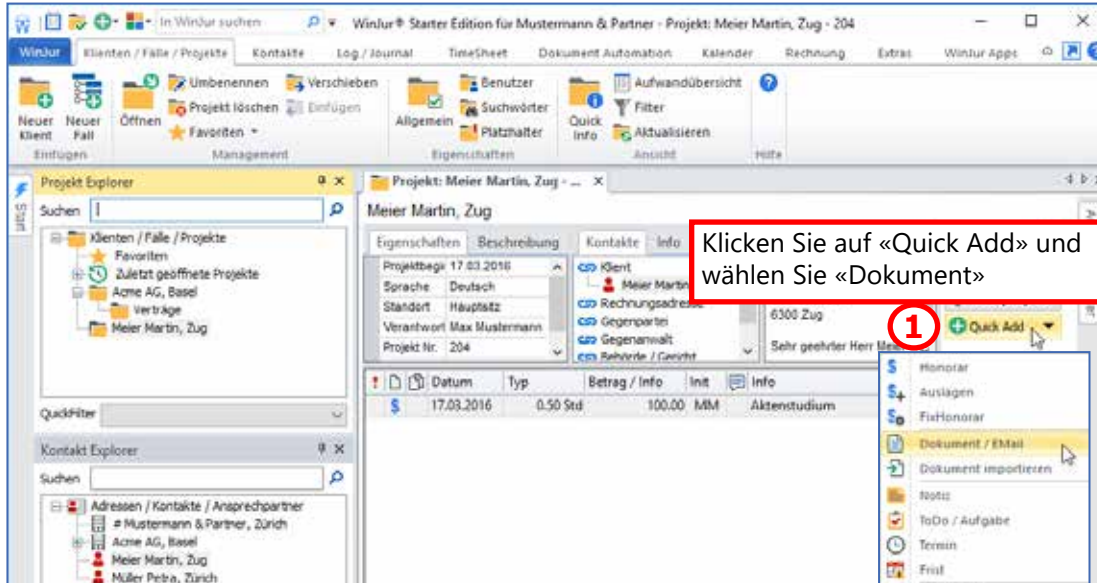 In WinJur suchen
WinJur® Starter Edition für Mustermann & Partner - Projekt: Meier Martin, Zug - 204
WinJur Klienten / Fälle / Projekte Kontakte Log / Journal TimeSheet Dokument Automation Kalender Rechnung Extras WinJur Apps
Neuer Klient
Neuer Fall
Einfügen
Öffnen
Umbenennen
Verschieben
Projekt löschen
Einfügen
Favoriten
Management
Allgemein
Benutzer
Suchwörter
Platzhalter
Eigenschaften
Quick Info
Aufwandübersicht
Filter
Aktualisieren
Ansicht
Hilfe
Start
Projekt Explorer
Suchen
Klienten / Fälle / Projekte
Favoriten
Zuletzt geöffnete Projekte
Acme AG, Basel
Verträge
Meier Martin, Zug
QuickFilter
Kontakt Explorer
Suchen
Adressen / Kontakte / Ansprechpartner
# Mustermann & Partner, Zürich
Acme AG, Basel
Meier Martin, Zug
Müller Petra, Zürich
Projekt: Meier Martin, Zug - ...
Meier Martin, Zug
Eigenschaften Beschreibung
Projektbegi 17.03.2016
Sprache Deutsch
Standort Hauptsitz
Verantwort Max Mustermann
Projekt Nr. 204
Kontakte Info
Klient
Meier Martin
Rechnungsadresse
Gegenpartei
Gegenanwalt
Behörde / Gericht
Klicken Sie auf «Quick Add» und
wählen Sie «Dokument»
6300 Zug
Sehr geehrter Herr Meier
1
Quick Add
Datum Typ Betrag / Info Init Info
17.03.2016 0.50 Std 100.00 MM Aktenstudium
Honorar
Auslagen
FixHonorar
Dokument / EMail
Dokument importieren
Notiz
ToDo / Aufgabe
Termin
Frist